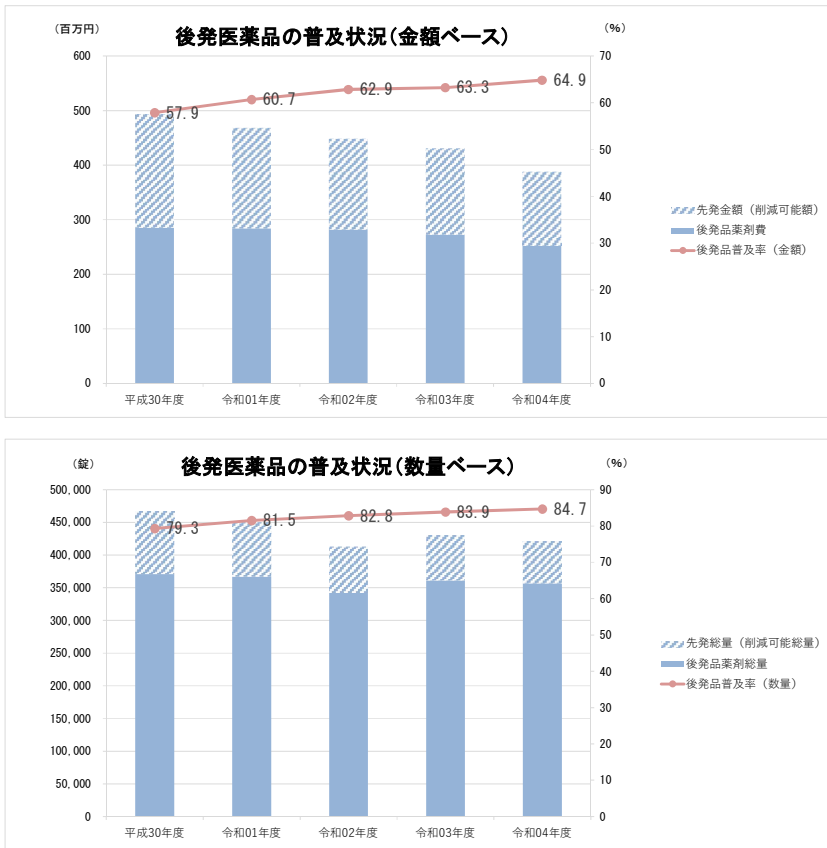 後発医薬品の普及状況(金額ベース)
(百万円)
(%)
600
500
400
300
200
100
0
70
60
50
40
30
20
10
0
57.9
60.7
62.9
63.3
64.9
平成30年度
令和01年度
令和02年度
令和03年度
令和04年度
先発金額(削減可能額)
後発品薬剤費
後発品普及率(金額)
後発医薬品の普及状況(数量ベース)
(錠)
(%)
500,000
450,000
400,000
350,000
300,000
250,000
200,000
150,000
100,000
50,000
0
90
80
70
60
50
40
30
20
10
0
79.3
81.5
82.8
83.9
84.7
平成30年度
令和01年度
令和02年度
令和03年度
令和04年度
先発総量(削減可能総量)
後発品薬剤総量
後発品普及率(数量)